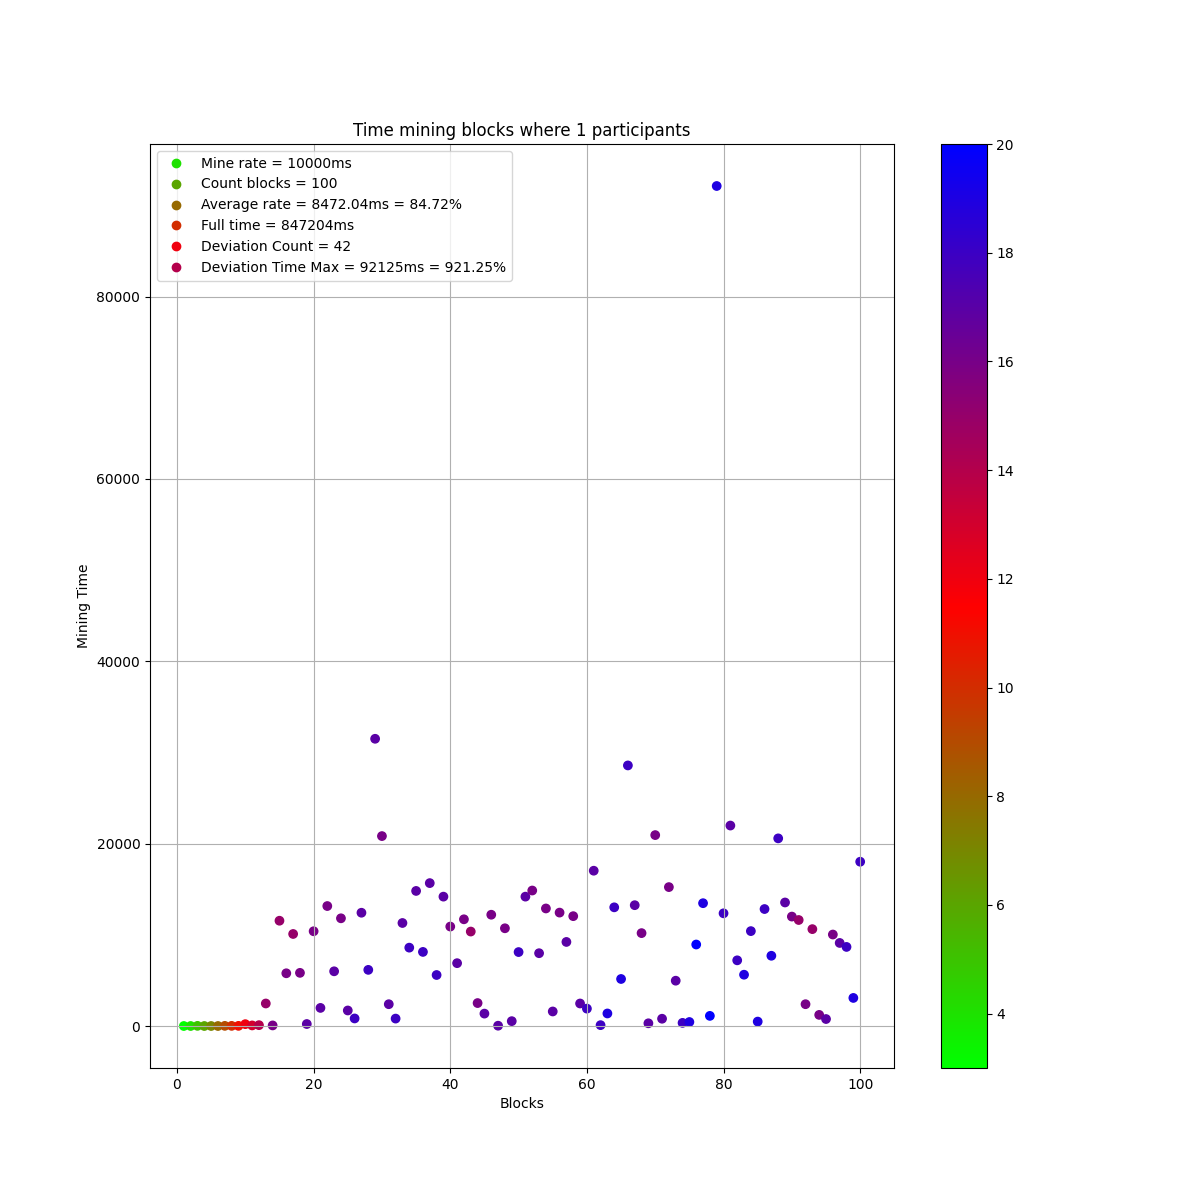 Time mining blocks where 1 participants
Mine rate = 10000ms
Count blocks = 100
Average rate = 8472.04ms = 84.72%
Full time = 847204ms
Deviation Count = 42
Deviation Time Max = 92125ms = 921.25%
80000
60000
40000
20000
0
Mining Time
0 20 40 60 80 100
Blocks
20
18
16
14
12
10
8
6
4